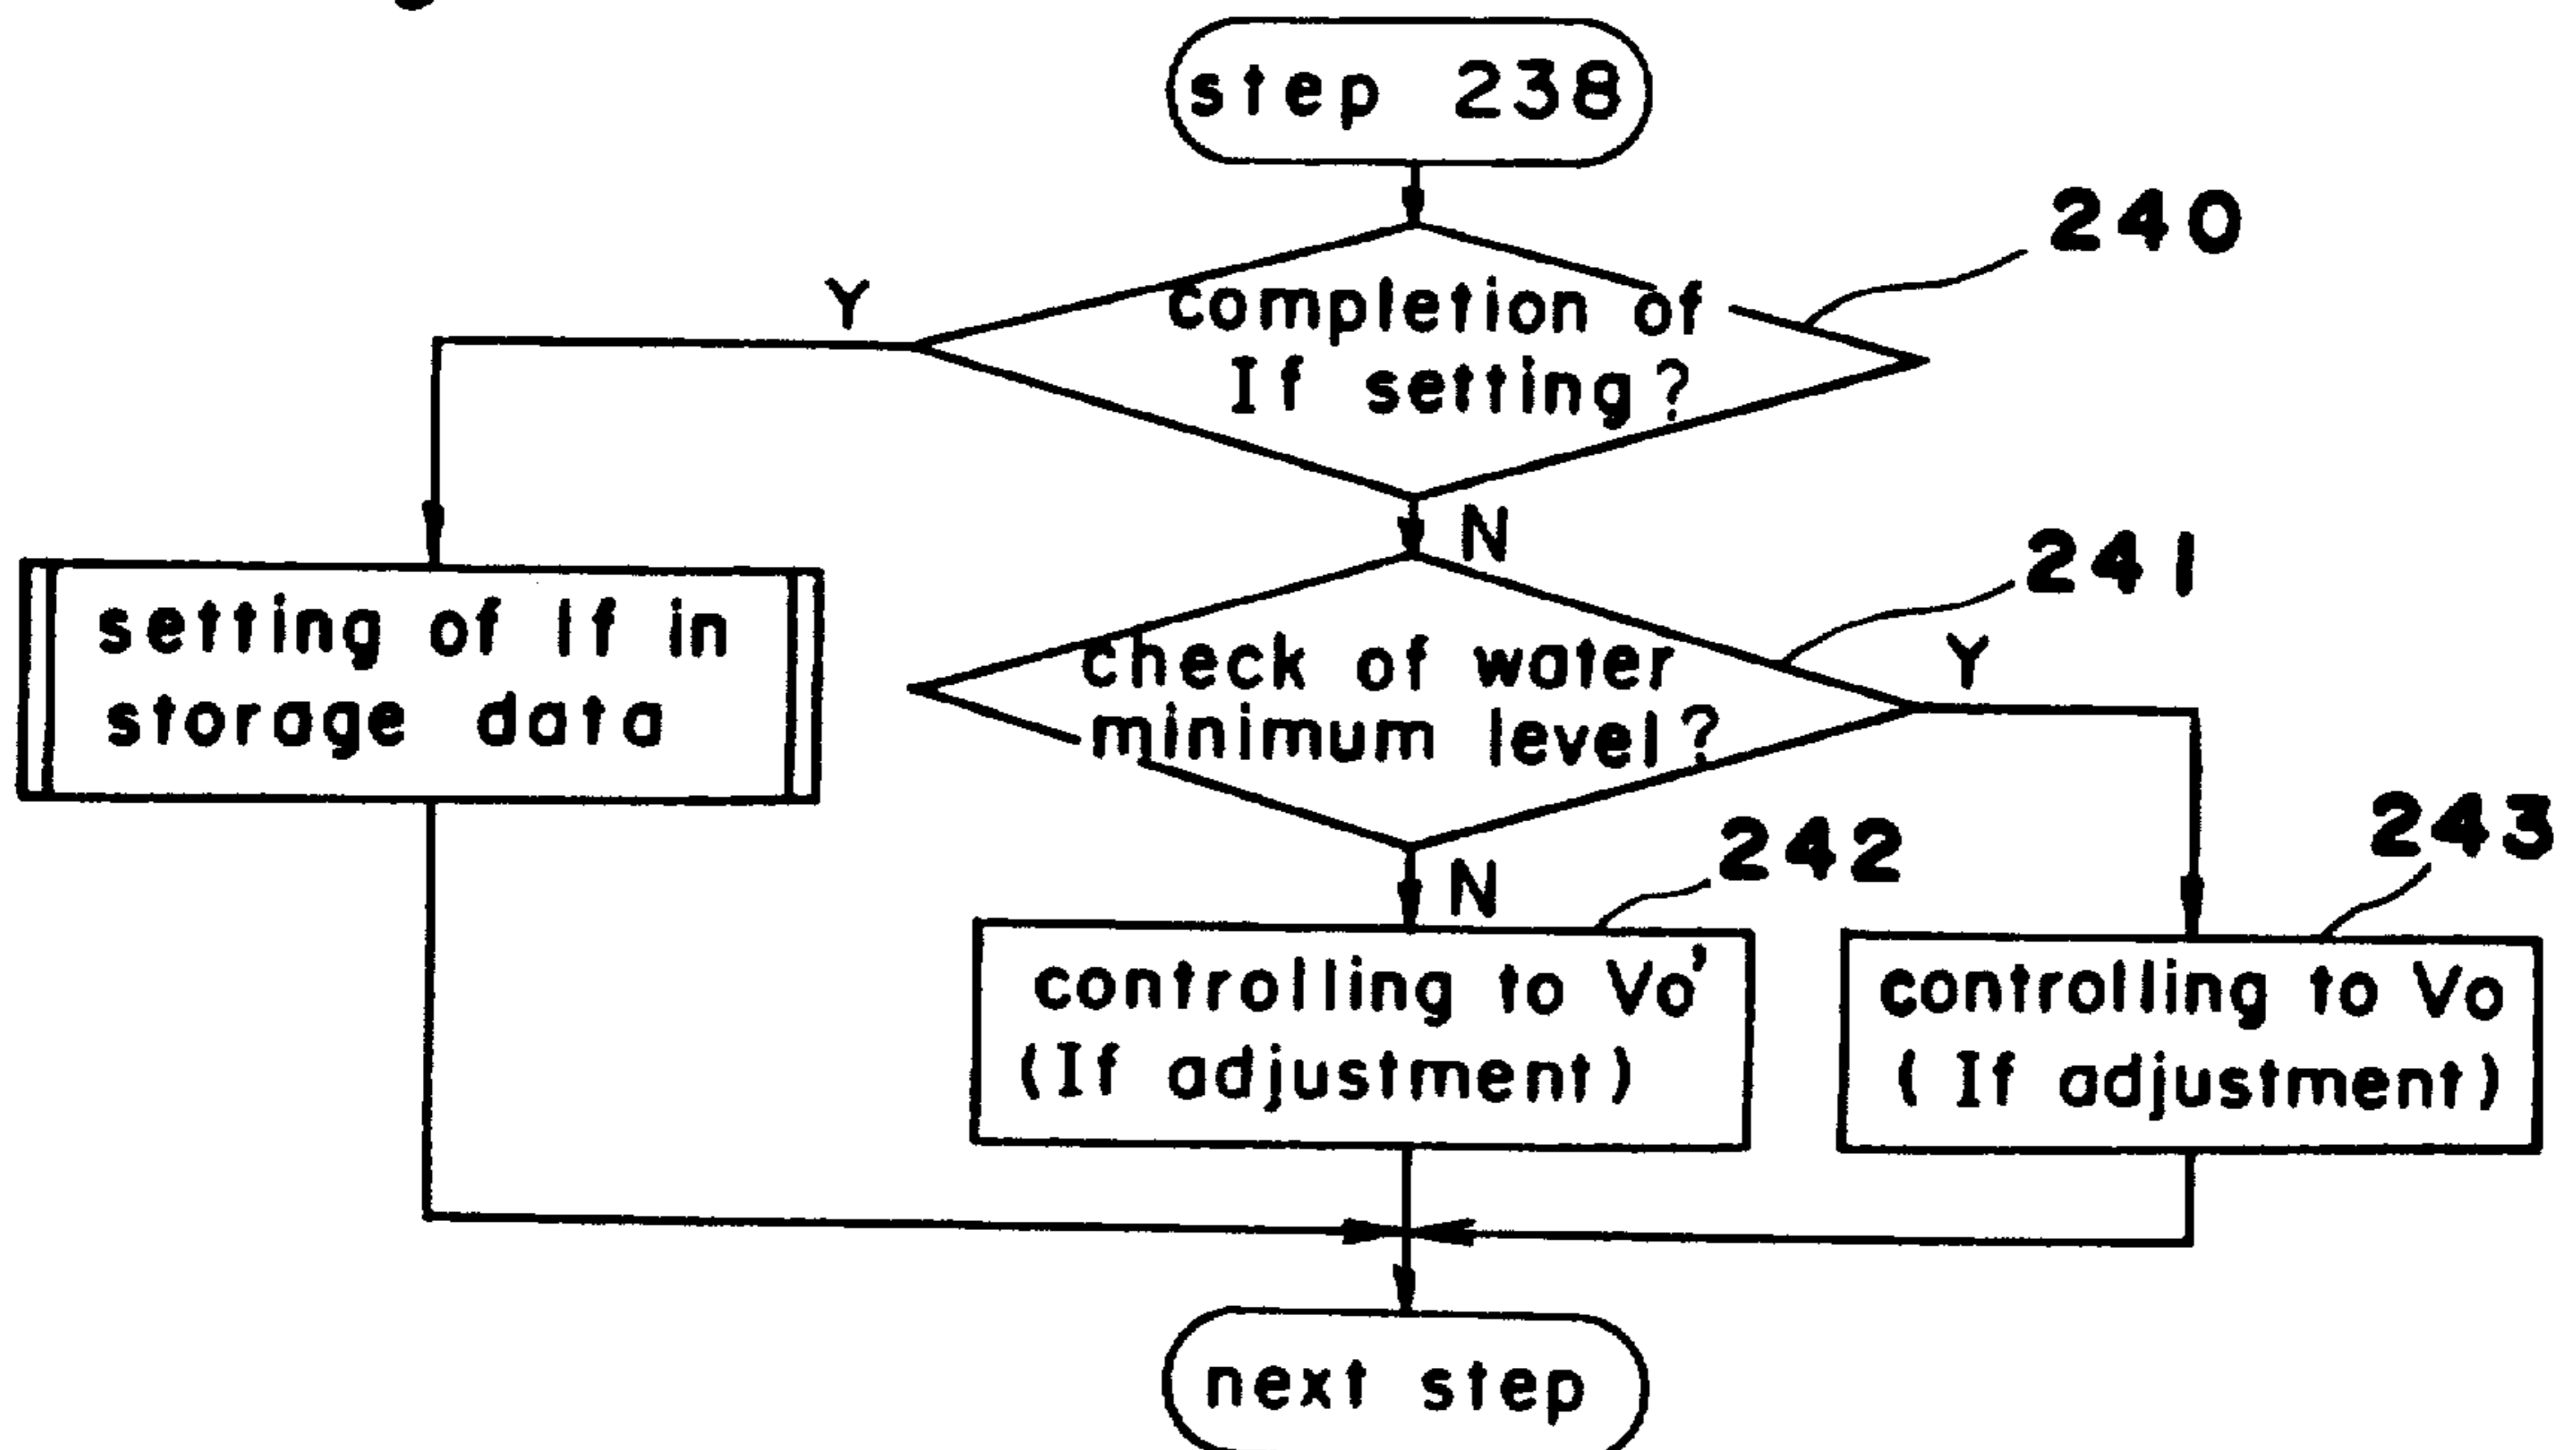 step 238
240
Y
completion of
If setting?
N
241
setting of If in
storage data
check of water
minimum level?
Y
242
243
N
controlling to Vo'
(If adjustment)
controlling to Vo
(If adjustment)
next step